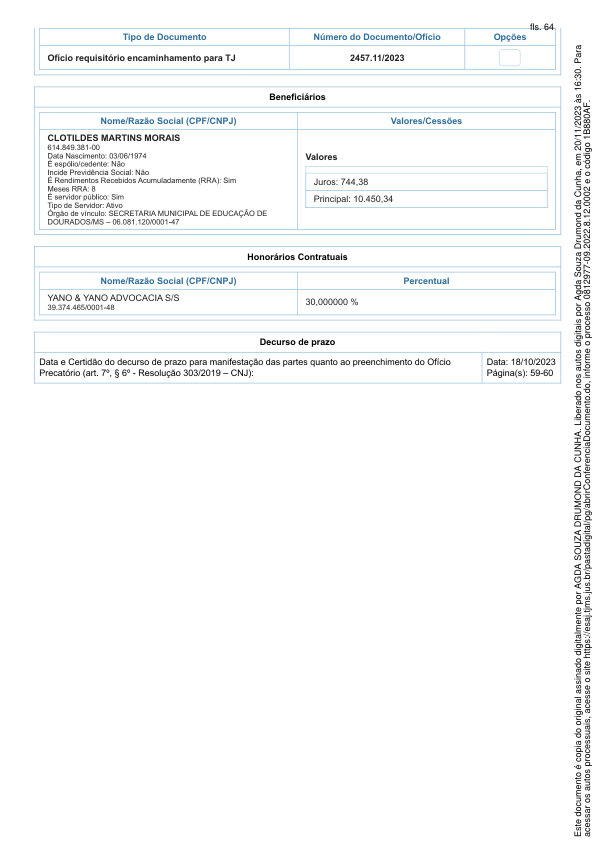 fls. 64
Tipo de Documento Número do Documento/Ofício Opções
Ofício requisitório encaminhamento para TJ 2457.11/2023
Beneficiários
Nome/Razão Social (CPF/CNPJ) Valores/Cessões
CLOTILDES MARTINS MORAIS
614.849.381-00
Data Nascimento: 03/06/1974
É espólio/cedente: Não
Incide Previdência Social: Não
É Rendimentos Recebidos Acumuladamente (RRA): Sim
Meses RRA: 8
É servidor público: Sim
Tipo de Servidor: Ativo
Órgão de vínculo: SECRETARIA MUNICIPAL DE EDUCAÇÃO DE
DOURADOS/MS – 06.081.120/0001-47
Valores
Juros: 744,38
Principal: 10.450,34
Honorários Contratuais
Nome/Razão Social (CPF/CNPJ) Percentual
YANO & YANO ADVOCACIA S/S
39.374.465/0001-48
30,000000 %
Decurso de prazo
Data e Certidão do decurso de prazo para manifestação das partes quanto ao preenchimento do Ofício
Precatório (art. 7º, § 6º - Resolução 303/2019 – CNJ):
Data: 18/10/2023
Página(s): 59-60
Este documento é copia do original assinado digitalmente por AGDA SOUZA DRUMOND DA CUNHA. Liberado nos autos digitais por Agda Souza Drumond da Cunha, em 20/11/2023 às 16:30. Para
acessar os autos processuais, acesse o site https://esaj.tjms.jus.br/pastadigital/pg/abrirConferenciaDocumento.do, informe o processo 0812977-09.2022.8.12.0002 e o código 1B880AF.